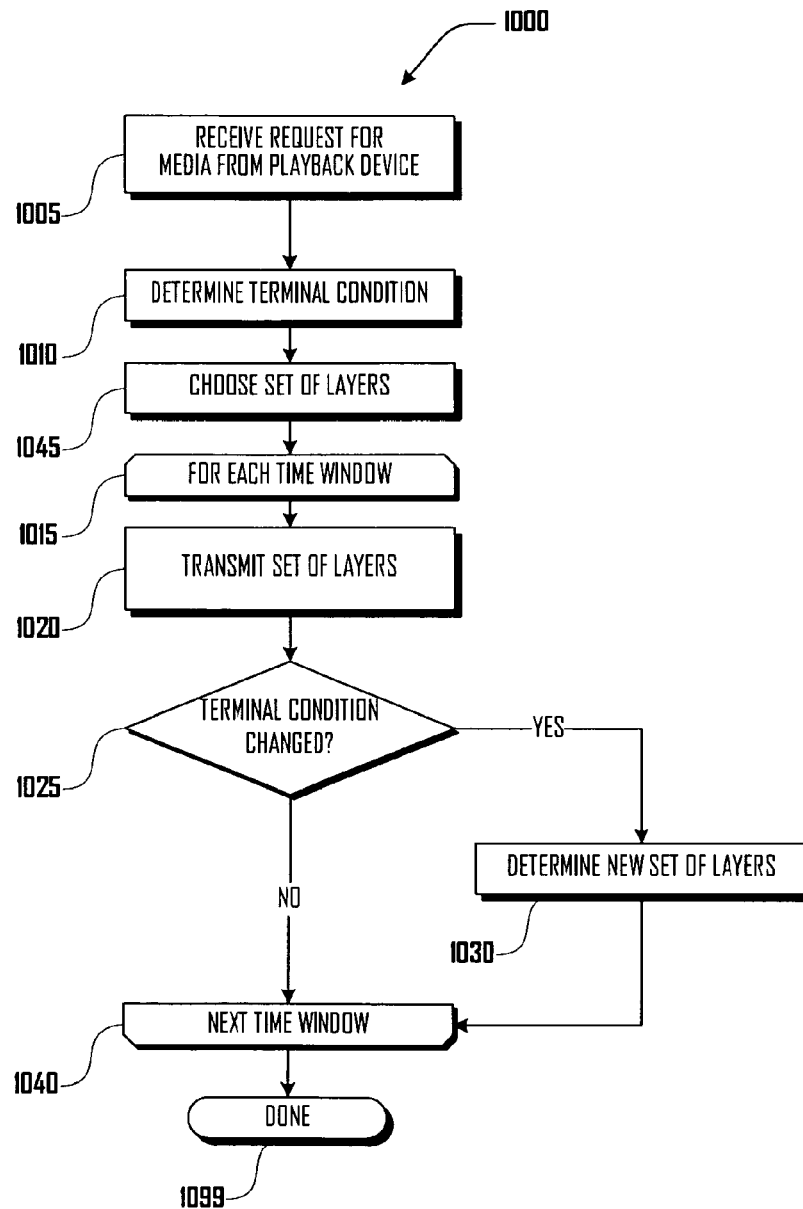 1000
RECEIVE REQUEST FOR
MEDIA FROM PLAYBACK DEVICE
1005
DETERMINE TERMINAL CONDITION
1010
CHOOSE SET OF LAYERS
1045
FOR EACH TIME WINDOW
1015
TRANSMIT SET OF LAYERS
1020
TERMINAL CONDITION
CHANGED?
YES
1025
DETERMINE NEW SET OF LAYERS
NO
1030
NEXT TIME WINDOW
1040
DONE
1099